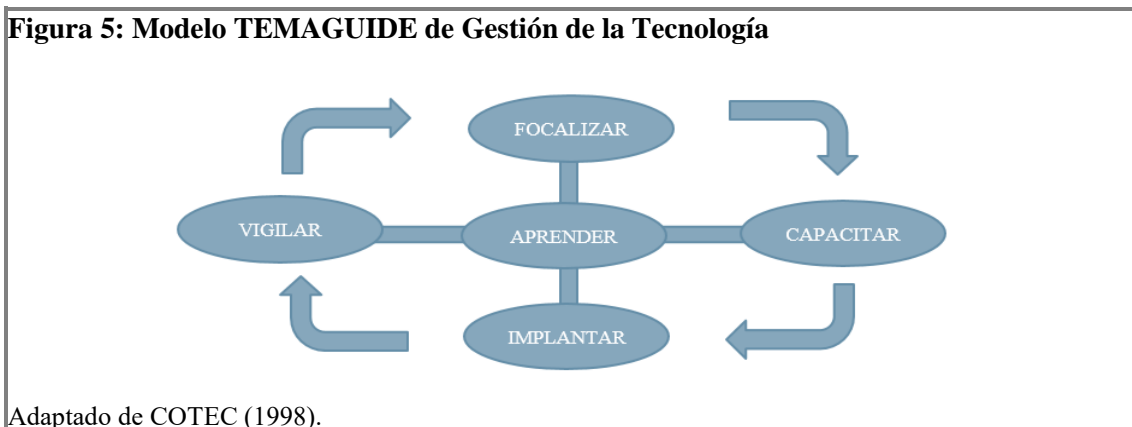 Figura 5: Modelo TEMAGUIDE de Gestión de la Tecnología
FOCALIZAR
VIGILAR
APRENDER
CAPACITAR
IMPLANTAR
Adaptado de COTEC (1998).